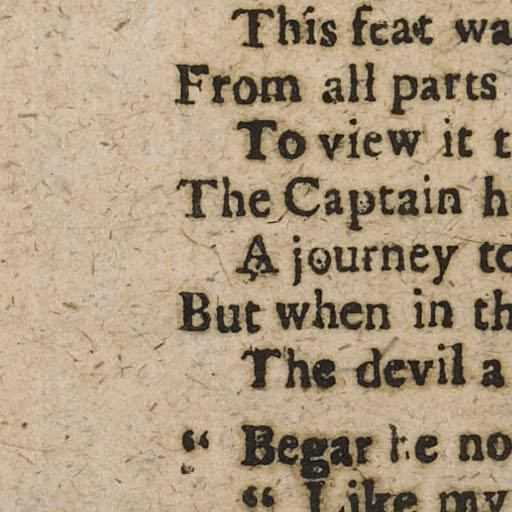 This feat wa
From all parts
To view it t
The Captain h
A journey to
But when in th
The devil a
“ Begar he no
“ Like my